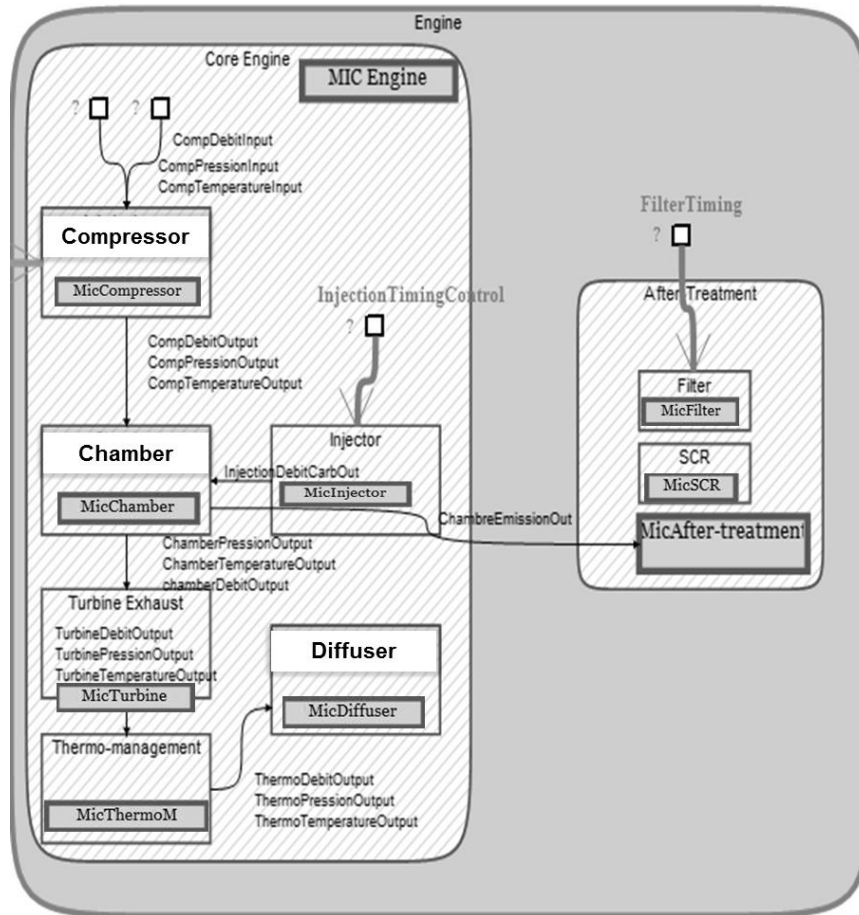 Engine
Core Engine
MIC Engine
?
?
CompDebitInput
CompPressionInput
CompTemperatureInput
Compressor
MicCompressor
FilterTiming
?
InjectionTimingControl
?
After-Treatment
Filter
MicFilter
SCR
MicSCR
MicAfter-treatment
CompDebitOutput
CompPressionOutput
CompTemperatureOutput
Chamber
MicChamber
Injector
InjectionDebitCarbOut
MicInjector
ChambreEmissionOut
ChamberPressionOutput
ChamberTemperatureOutput
chamberDebitOutput
Turbine Exhaust
TurbineDebitOutput
TurbinePressionOutput
TurbineTemperatureOutput
MicTurbine
Diffuser
MicDiffuser
Thermo-management
MicThermoM
ThermoDebitOutput
ThermoPressionOutput
ThermoTemperatureOutput